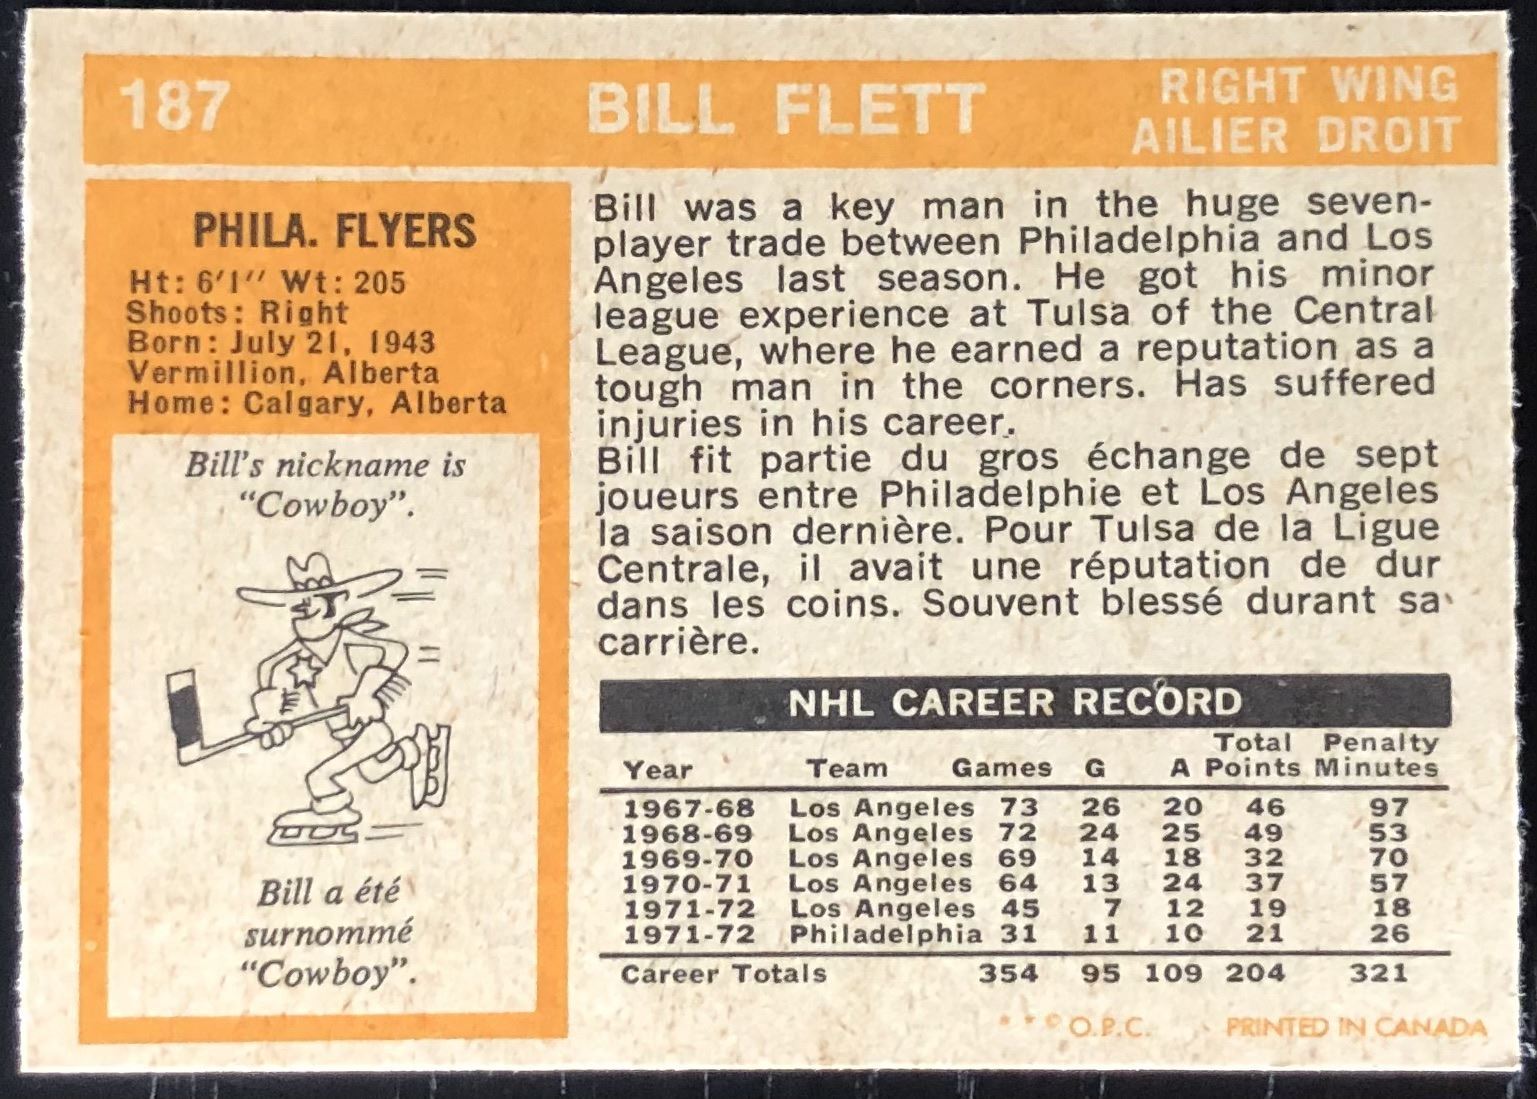 187 BILL FLETT RIGHT WING
AILIER DROIT
PHILA. FLYERS
Ht: 6'1'' Wt: 205
Shoots: Right
Born: July 21, 1943
Vermillion, Alberta
Home: Calgary, Alberta
Bill's nickname is
“Cowboy”.
Bill a été
surnommé
“Cowboy”.
Bill was a key man in the huge seven-
player trade between Philadelphia and Los
Angeles last season. He got his minor
league experience at Tulsa of the Central
League, where he earned a reputation as a
tough man in the corners. Has suffered
injuries in his career.
Bill fit partie du gros échange de sept
joueurs entre Philadelphie et Los Angeles
la saison dernière. Pour Tulsa de la Ligue
Centrale, il avait une réputation de dur
dans les coins. Souvent blessé durant sa
carrière.
NHL CAREER RECORD
Total Penalty
Year Team Games G A Points Minutes
1967-68 Los Angeles 73 26 20 46 97
1968-69 Los Angeles 72 24 25 49 53
1969-70 Los Angeles 69 14 18 32 70
1970-71 Los Angeles 64 13 24 37 57
1971-72 Los Angeles 45 7 12 19 18
1971-72 Philadelphia 31 11 10 21 26
Career Totals 354 95 109 204 321
* * © O.P.C. PRINTED IN CANADA